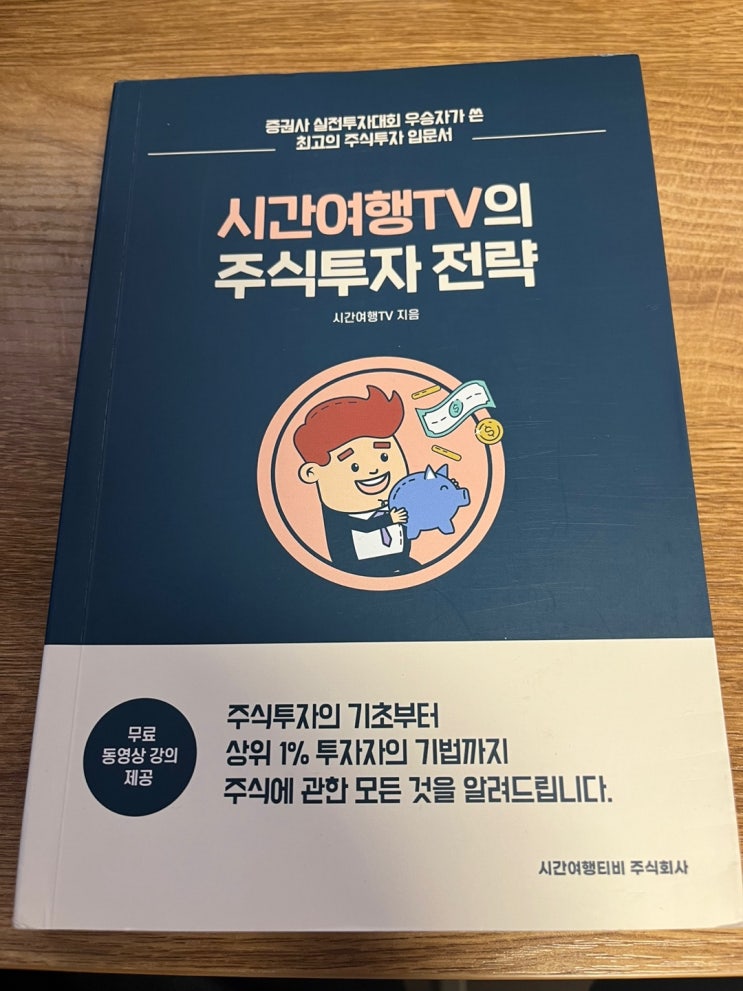 증권사 실전투자대회 우승자가 쓴
최고의 주식투자 입문서
시간여행TV의
주식투자 전략
시간여행TV 지음
주식투자의 기초부터
상위 1% 투자자의 기법까지
주식에 관한 모든 것을 알려드립니다.
무료
동영상 강의
제공
시간여행티비 주식회사